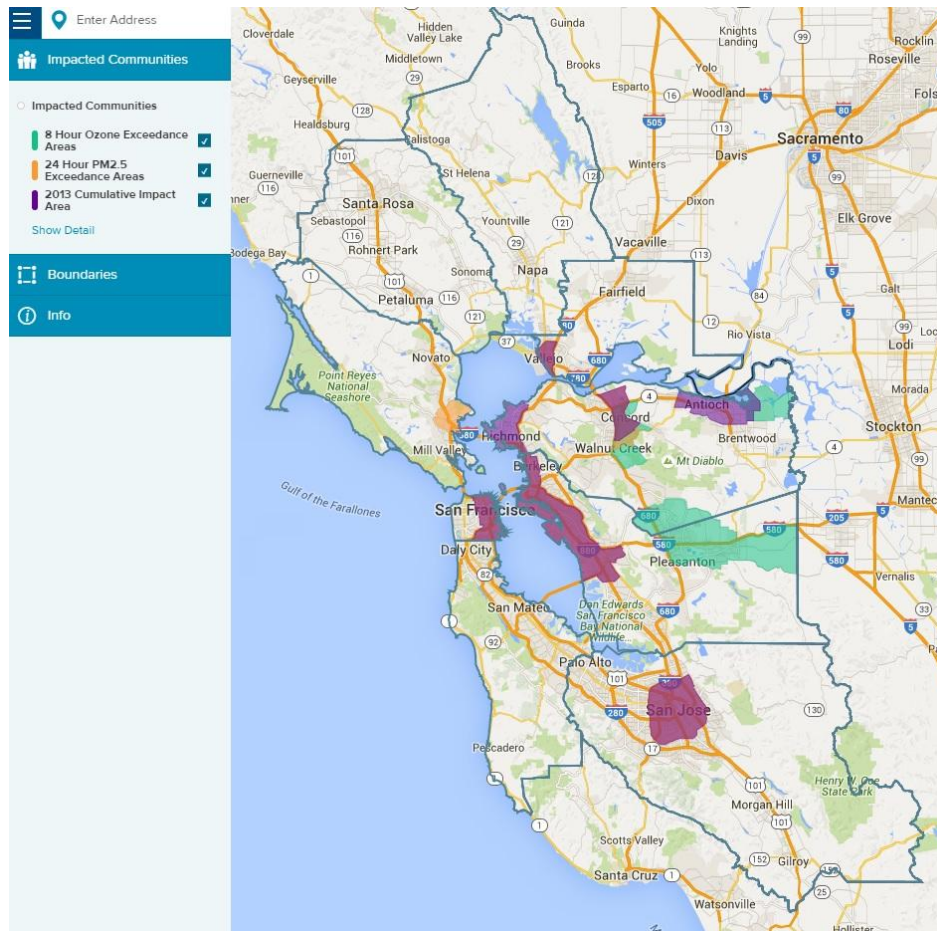 Enter Address
Impacted Communities
Impacted Communities
8 Hour Ozone Exceedance
Areas
24 Hour PM2.5
Exceedance Areas
2013 Cumulative Impact
Area
Show Detail
Boundaries
Info
Cloverdale
Hidden
Valley Lake
Guinda
Knights
Landing
Rocklin
Roseville
Middletown
Brooks
Yolo
Geyserville
Esparto
Woodland
Fols
Healdsburg
Calistoga
Sacramento
Davis
Guerneville
St Helena
Winters
Santa Rosa
Dixon
Sebastopol
Yountville
Elk Grove
Rohnert Park
Vacaville
Bodega Bay
Sonoma
Napa
Galt
Petaluma
Fairfield
Rio Vista
Lodi
Novato
Vallejo
Point Reyes
National
Seashore
Morada
Antioch
Concord
Stockton
Richmond
Brentwood
Mill Valley
Walnut Creek
Mt Diablo
Berkeley
Gulf of the Farallones
Mantec
San Francisco
Daly City
Pleasanton
Vernalis
San Mateo
Don Edwards
San Francisco
Bay National
Wildlife...
Palo Alto
San Jose
Pescadero
Henry W. Coe
State Park
Morgan Hill
Scotts Valley
Gilroy
Santa Cruz
Watsonville
Hollister